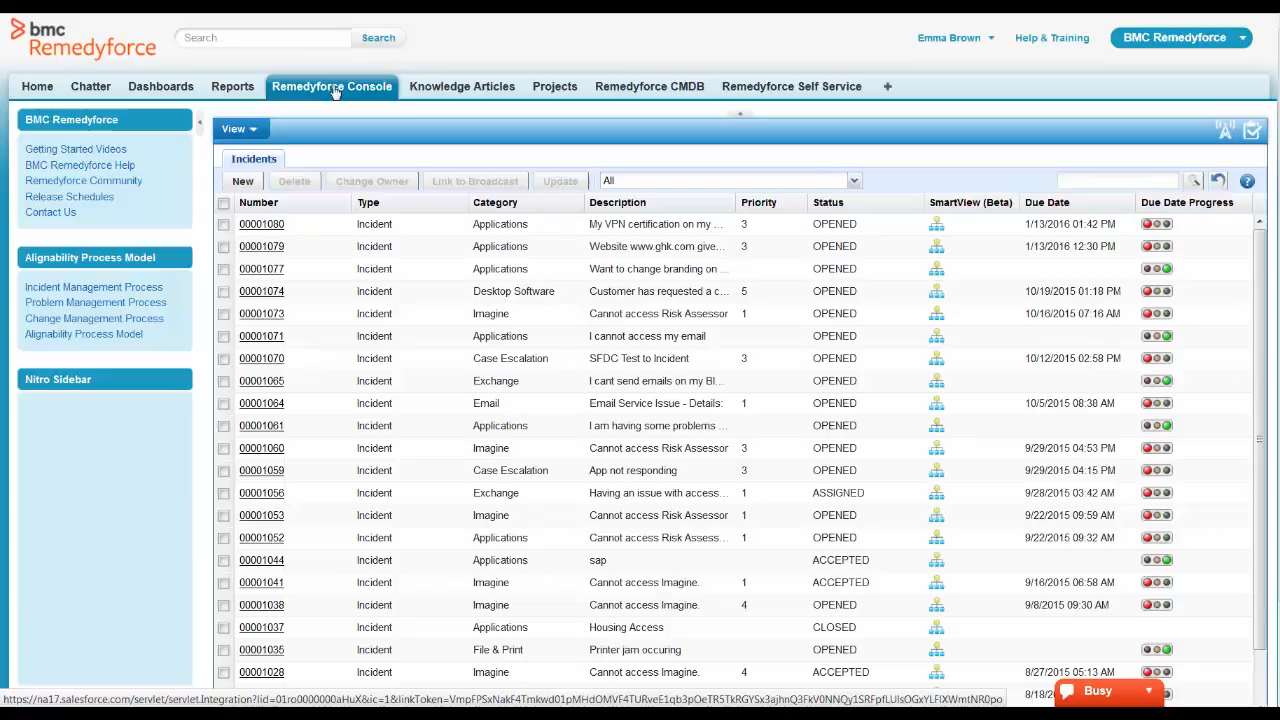 bmc
Remedyforce
Search...
Search
Emma Brown
Help & Training
BMC Remedyforce
Home Chatter Dashboards Reports Remedyforce Console Knowledge Articles Projects Remedyforce CMDB Remedyforce Self Service +
BMC Remedyforce
Getting Started Videos
BMC Remedyforce Help
Remedyforce Community
Release Schedules
Contact Us
Alignability Process Model
Incident Management Process
Problem Management Process
Change Management Process
Alignability Process Model
Nitro Sidebar
View
Incidents
New Delete Change Owner Link to Broadcast Update All
Number Type Category Description Priority Status SmartView (Beta) Due Date Due Date Progress
00001080 Incident Applications My VPN certification on my ... 3 OPENED 1/13/2016 01:42 PM
00001079 Incident Applications Website www.ghk.com give... 3 OPENED 1/13/2016 12:30 PM
00001077 Incident Applications Want to change branding on ... OPENED
00001074 Incident Desktop Software Customer has requested a c... 5 OPENED 10/19/2015 01:18 PM
00001073 Incident Imagine Cannot access Risk Assessor 1 OPENED 10/16/2015 07:16 AM
00001071 Incident Applications I cannot access my email OPENED
00001070 Incident Case Escalation SFDC Test to Incident 3 OPENED 10/12/2015 02:58 PM
00001065 Incident Exchange I cant send emails on my Bl... OPENED
00001064 Incident Email Email Service Issue - Details: 1 OPENED 10/5/2015 08:38 AM
00001061 Incident Applications I am having some problems ... OPENED
00001060 Incident Imagine Cannot access Risk Assessor 3 OPENED 9/29/2015 04:53 PM
00001059 Incident Case Escalation App not responding 3 OPENED 9/29/2015 04:15 PM
00001056 Incident Exchange Having an issue with access... 1 ASSIGNED 9/28/2015 03:42 AM
00001053 Incident Imagine Cannot access Risk Assessor 1 OPENED 9/22/2015 09:59 AM
00001052 Incident Applications Cannot access Risk Assess... 1 OPENED 9/22/2015 09:32 AM
00001044 Incident Applications sap ACCEPTED
00001041 Incident Imagine Cannot access Imagine. 1 ACCEPTED 9/16/2015 06:58 AM
00001038 Incident Imagine Cannot access Imagine. 4 OPENED 9/8/2015 09:30 AM
00001037 Incident Applications Housing Access CLOSED
00001035 Incident File & Print Printer jam occuring OPENED
00001028 Incident Imagine Cannot access Imagine. 4 ACCEPTED 8/27/2015 05:13 AM
Busy